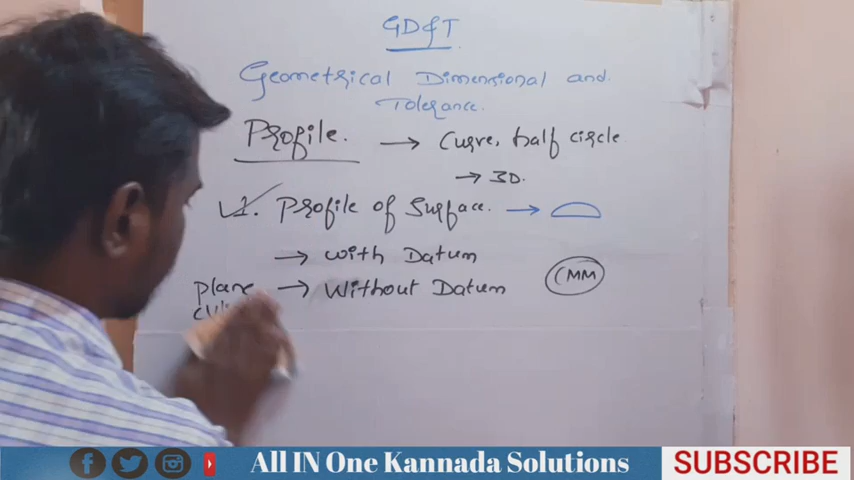 GD&T
Geometrical Dimensional and
Tolerance.
Profile. → Curve, half circle
→ 3D.
1. Profile of Surface. →
→ with Datum
plane → Without Datum CMM
All IN One Kannada Solutions SUBSCRIBE